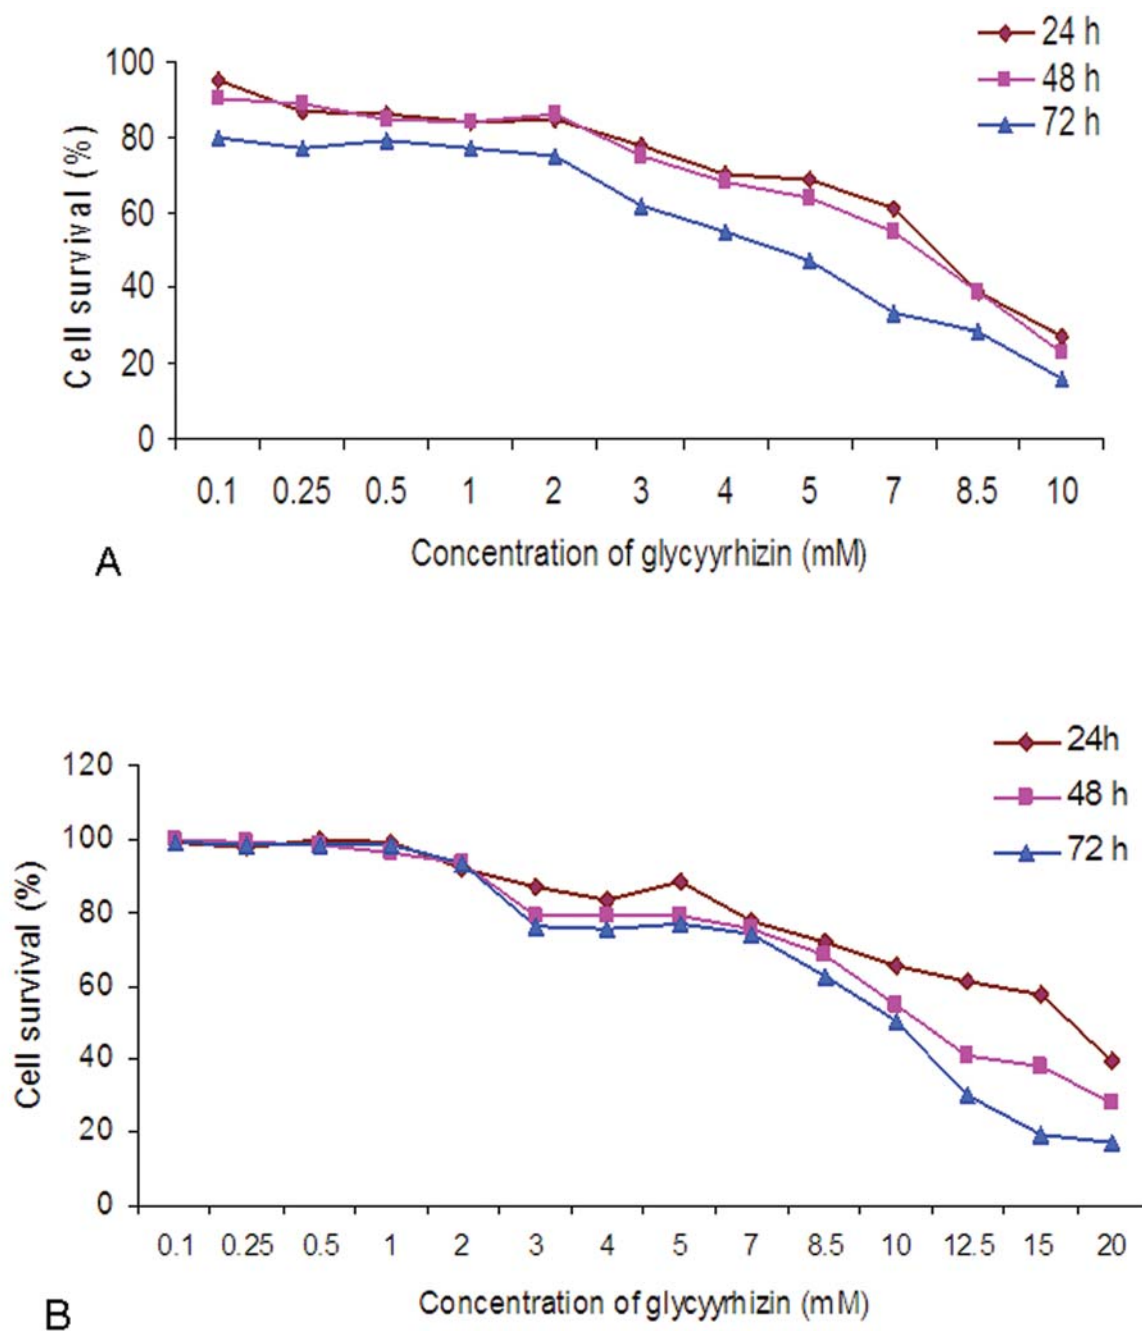 24 h
48 h
72 h
100
80
60
40
20
0
Cell survival (%)
0.1 0.25 0.5 1 2 3 4 5 7 8.5 10
Concentration of glycyyrhizin (mM)
A
24h
48 h
72 h
120
100
80
60
40
20
0
Cell survival (%)
0.1 0.25 0.5 1 2 3 4 5 7 8.5 10 12.5 15 20
Concentration of glycyyrhizin (mM)
B